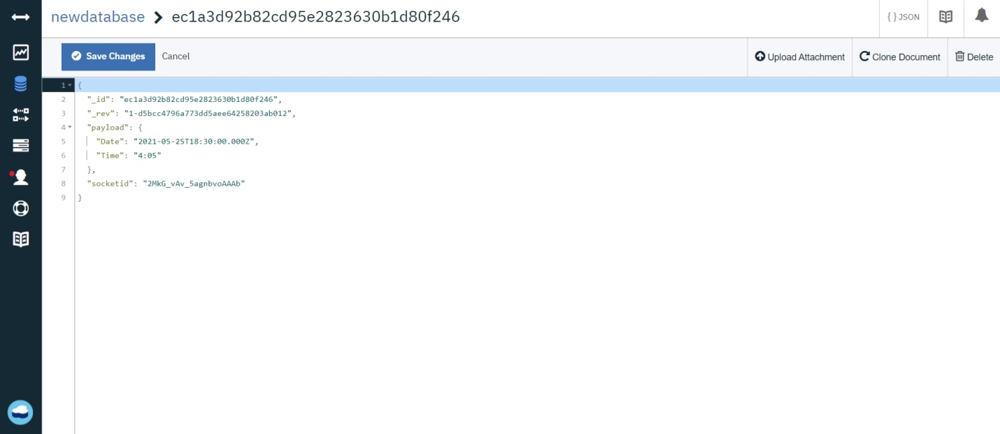 newdatabase > ec1a3d92b82cd95e2823630b1d80f246
{ } JSON
Save Changes Cancel
Upload Attachment Clone Document Delete
1 {
2 "_id": "ec1a3d92b82cd95e2823630b1d80f246",
3 "_rev": "1-d5bcc4796a773dd5aee64258203ab012",
4 "payload": {
5 "Date": "2021-05-25T18:30:00.000Z",
6 "Time": "4:05"
7 },
8 "socketid": "2MkG_vAv_5agnbvoAAAb"
9 }